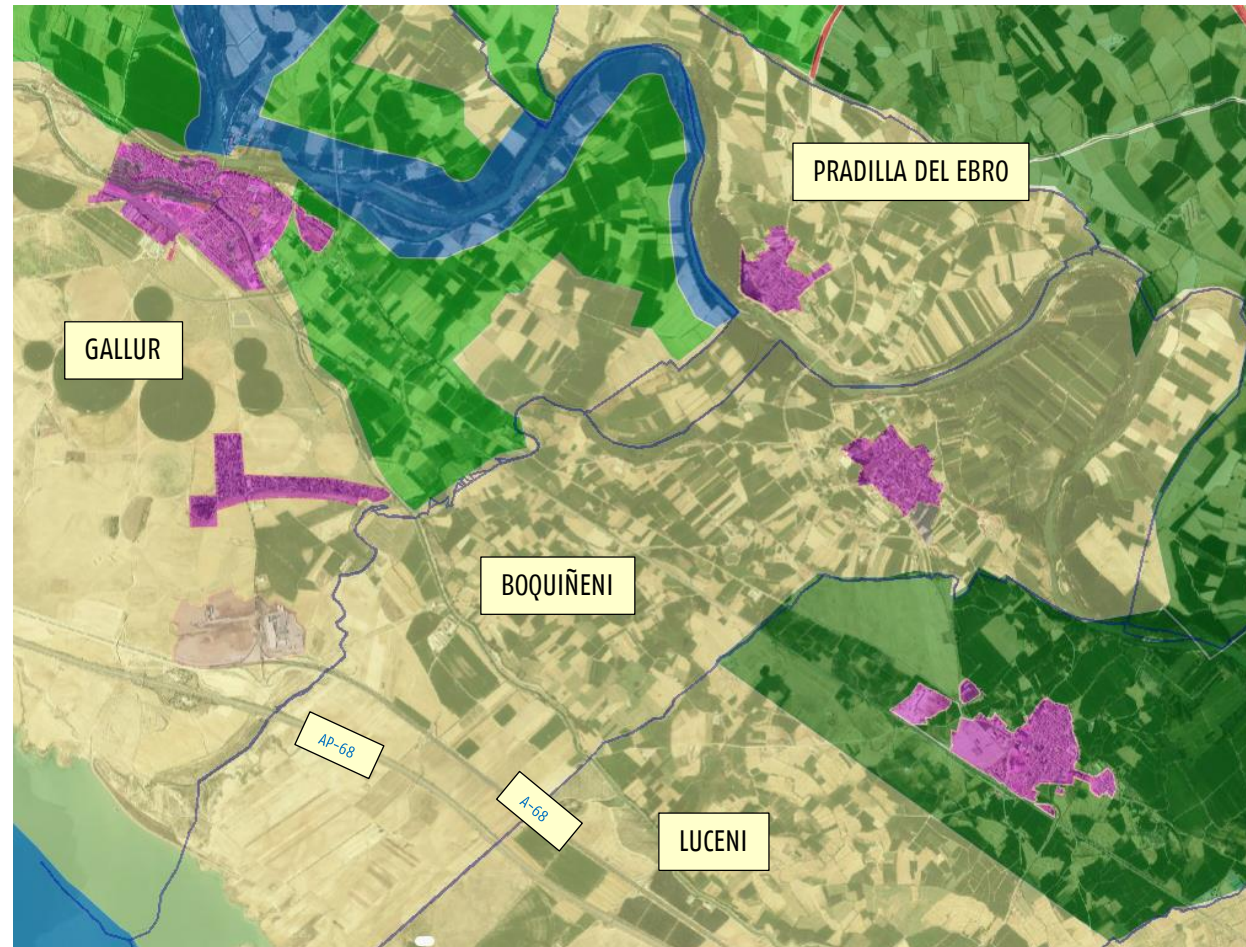 PRADILLA DEL EBRO
GALLUR
BOQUIÑENI
AP-68
A-68
LUCENI